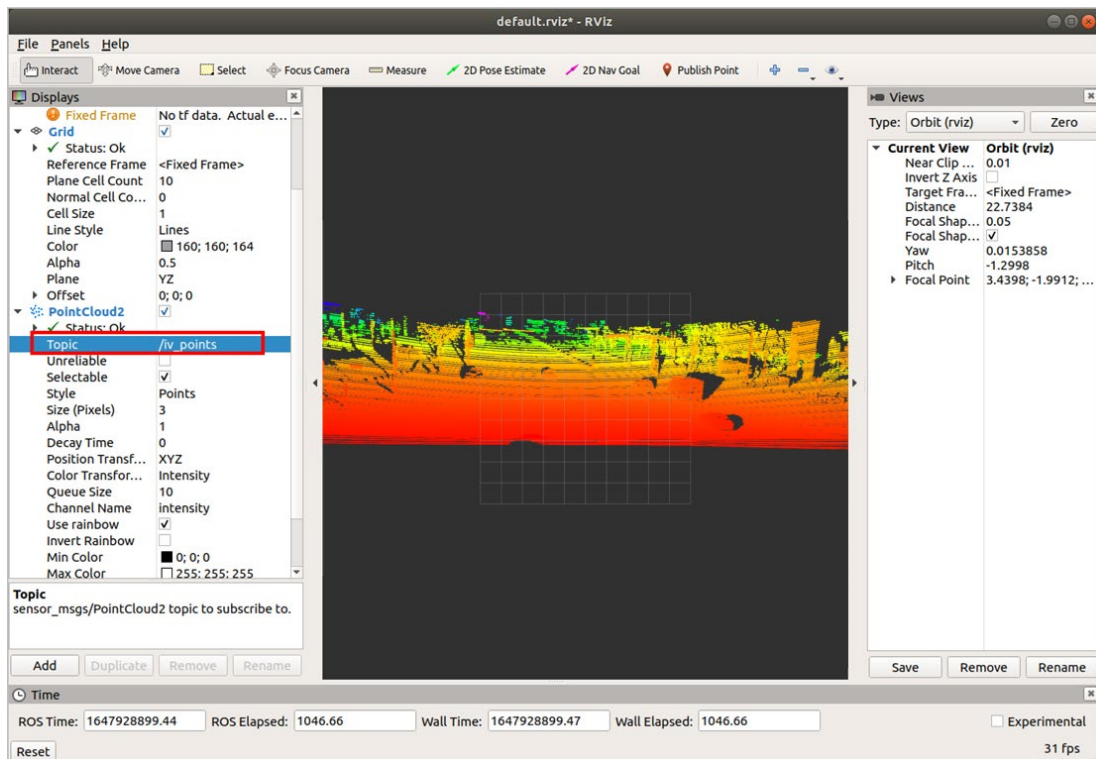 default.rviz* - RViz
File Panels Help
Interact Move Camera Select Focus Camera Measure 2D Pose Estimate 2D Nav Goal Publish Point
Displays
Fixed Frame No tf data. Actual e...
Grid
Status: Ok
Reference Frame <Fixed Frame>
Plane Cell Count 10
Normal Cell Co... 0
Cell Size 1
Line Style Lines
Color 160; 160; 164
Alpha 0.5
Plane YZ
Offset 0; 0; 0
PointCloud2
Status: Ok
Topic /iv_points
Unreliable
Selectable
Style Points
Size (Pixels) 3
Alpha 1
Decay Time 0
Position Transf... XYZ
Color Transfor... Intensity
Queue Size 10
Channel Name intensity
Use rainbow
Invert Rainbow
Min Color 0; 0; 0
Max Color 255; 255; 255
Topic
sensor_msgs/PointCloud2 topic to subscribe to.
Add Duplicate Remove Rename
Views
Type: Orbit (rviz) Zero
Current View Orbit (rviz)
Near Clip ... 0.01
Invert Z Axis
Target Fra... <Fixed Frame>
Distance 22.7384
Focal Shap... 0.05
Focal Shap...
Yaw 0.0153858
Pitch -1.2998
Focal Point 3.4398; -1.9912; ...
Save Remove Rename
Time
ROS Time: 1647928899.44 ROS Elapsed: 1046.66 Wall Time: 1647928899.47 Wall Elapsed: 1046.66 Experimental
Reset 31 fps